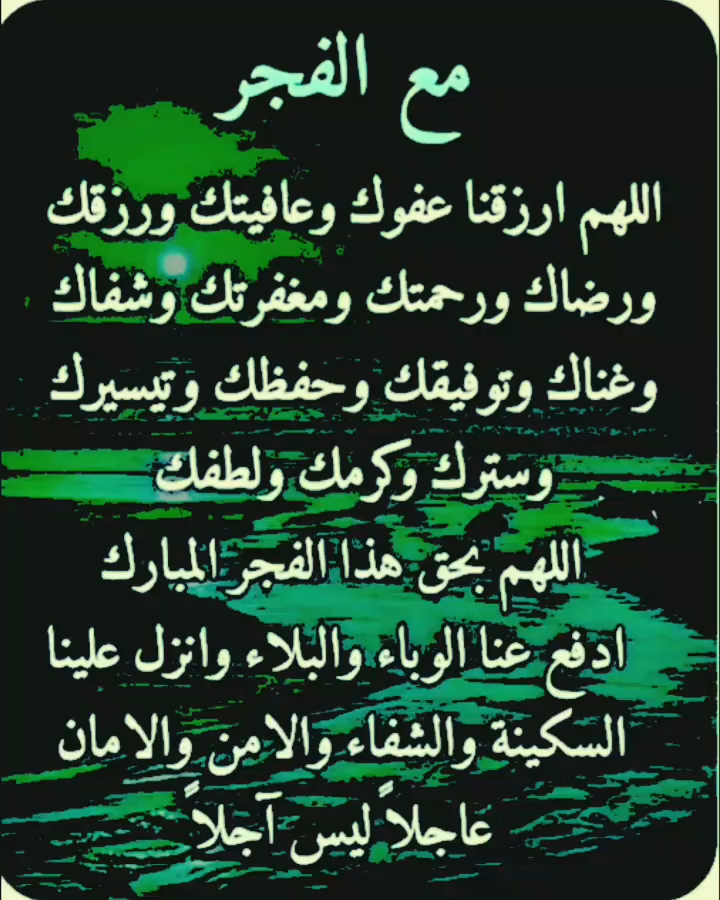 مع الفجر
اللهم ارزقنا عفوك وعافيتك ورزقك
ورضاك ورحمتك ومغفرتك وشفاك
وغناك وتوفيقك وحفظك وتيسيرك
وسترك وكرمك ولطفك
اللهم بحق هذا الفجر المبارك
ادفع عنا الوباء والبلاء وانزل علينا
السكينة والشفاء والامن والامان
عاجلاً ليس آجلاً